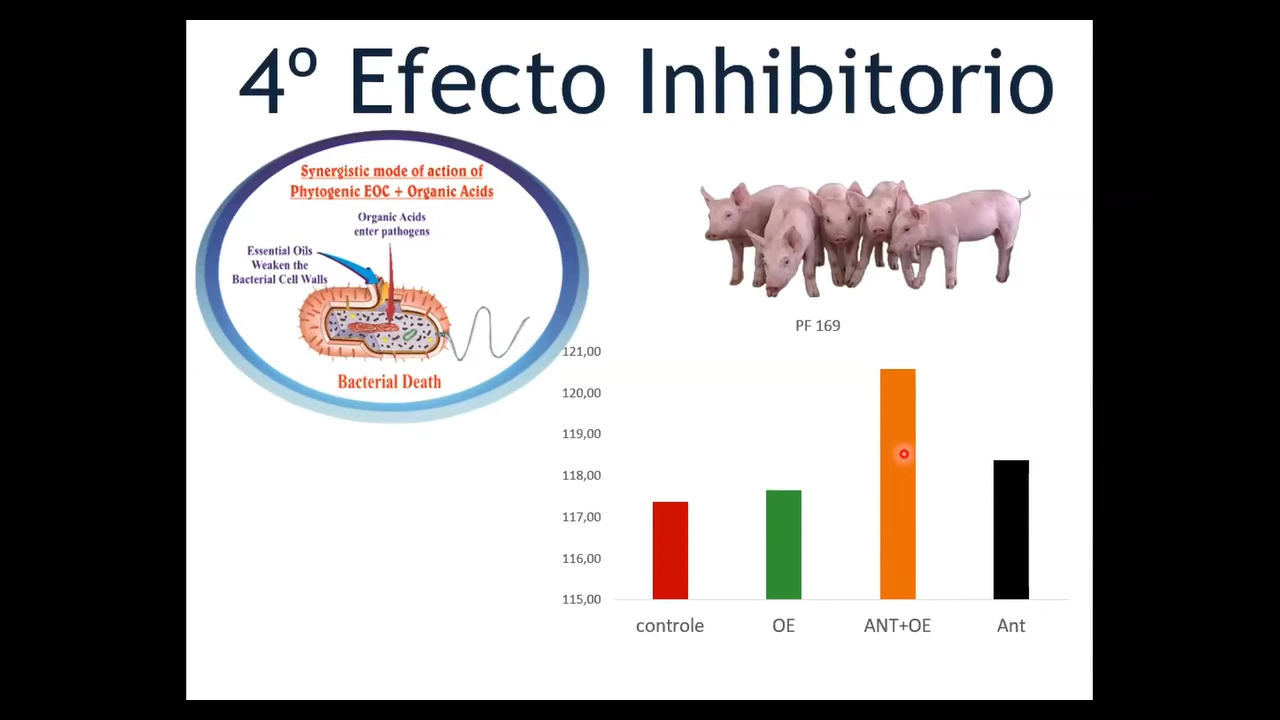 4º Efecto Inhibitorio
Synergistic mode of action of
Phytogenic EOC + Organic Acids
Organic Acids
enter pathogens
Essential Oils
Weaken the
Bacterial Cell Walls
Bacterial Death
PF 169
121,00
120,00
119,00
118,00
117,00
116,00
115,00
controle
OE
ANT+OE
Ant